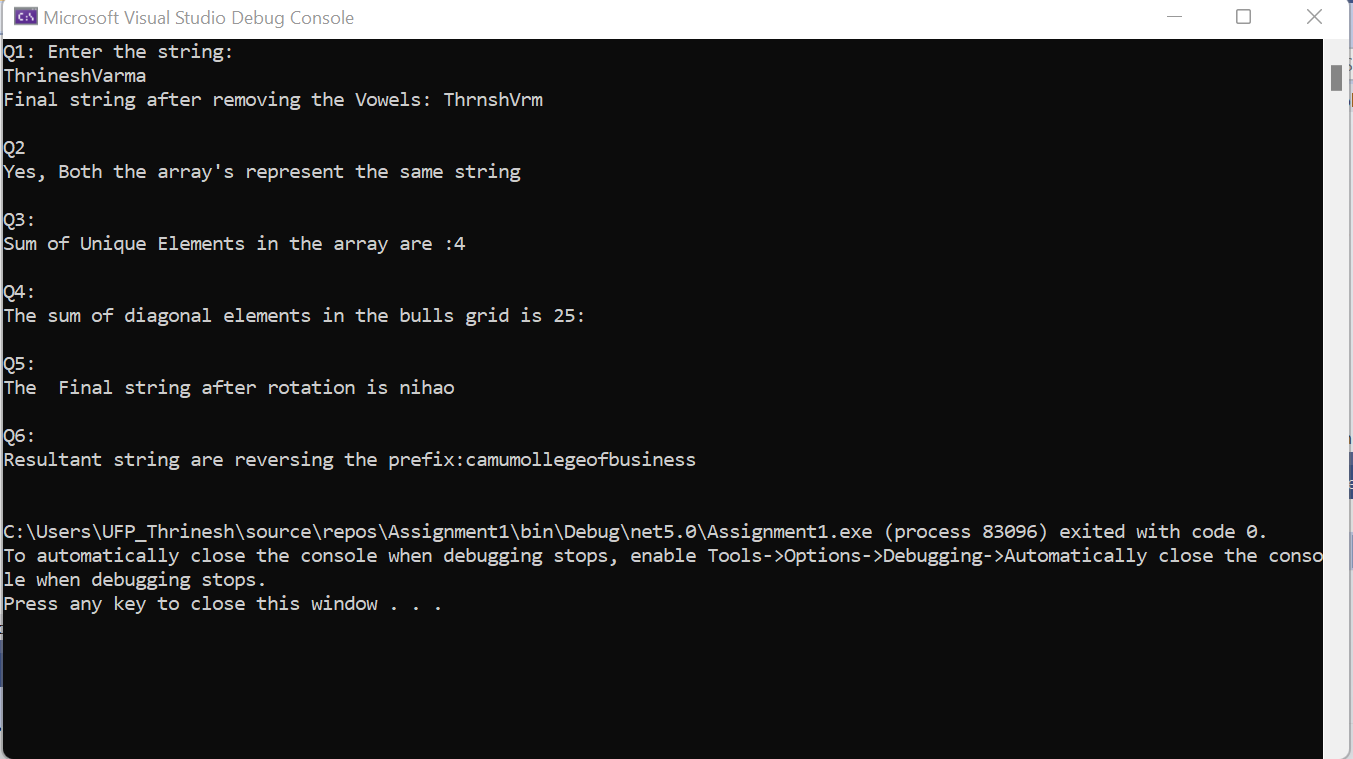 Microsoft Visual Studio Debug Console
Q1: Enter the string:
ThrineshVarma
Final string after removing the Vowels: ThrnshVrm
Q2
Yes, Both the array's represent the same string
Q3:
Sum of Unique Elements in the array are :4
Q4:
The sum of diagonal elements in the bulls grid is 25:
Q5:
The  Final string after rotation is nihao
Q6:
Resultant string are reversing the prefix:camumollegeofbusiness
C:\Users\UFP_Thrinesh\source\repos\Assignment1\bin\Debug\net5.0\Assignment1.exe (process 83096) exited with code 0.
To automatically close the console when debugging stops, enable Tools->Options->Debugging->Automatically close the conso
le when debugging stops.
Press any key to close this window . . .